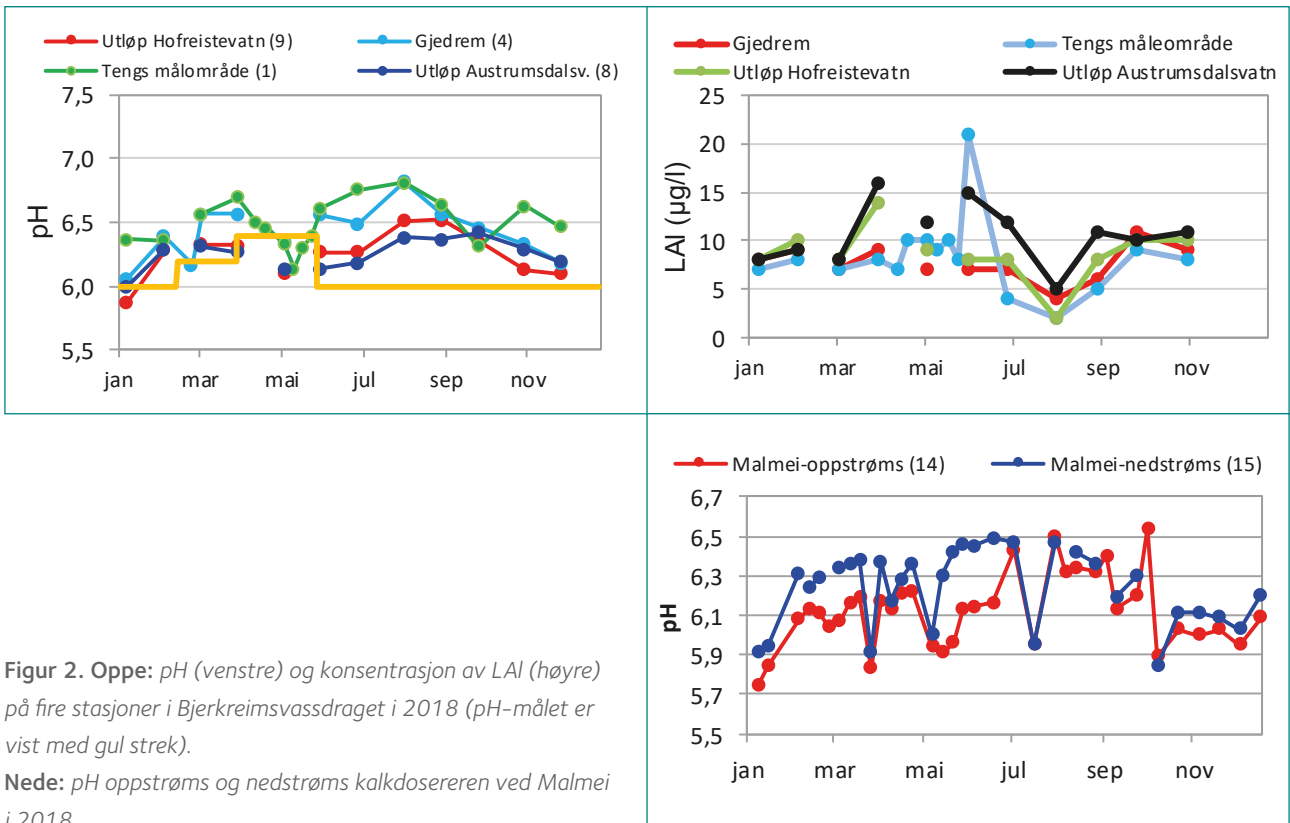 Utløp Hofreistevatn (9) Gjedrem (4)
Tengs målområde (1) Utløp Austrumsdalsv. (8)
7,5
7,0
6,5
6,0
5,5
pH
jan mar mai jul sep nov
Gjedrem Tengs måleområde
Utløp Hofreistevatn Utløp Austrumsdalsvatn
25
20
15
10
5
0
LAl (µg/l)
jan mar mai jul sep nov
Malmei-oppstrøms (14) Malmei-nedstrøms (15)
6,7
6,5
6,3
6,1
5,9
5,7
5,5
pH
jan mar mai jul sep nov
Figur 2. Oppe: pH (venstre) og konsentrasjon av LAl (høyre)
på fire stasjoner i Bjerkreimsvassdraget i 2018 (pH-målet er
vist med gul strek).
Nede: pH oppstrøms og nedstrøms kalkdosereren ved Malmei
i 2018